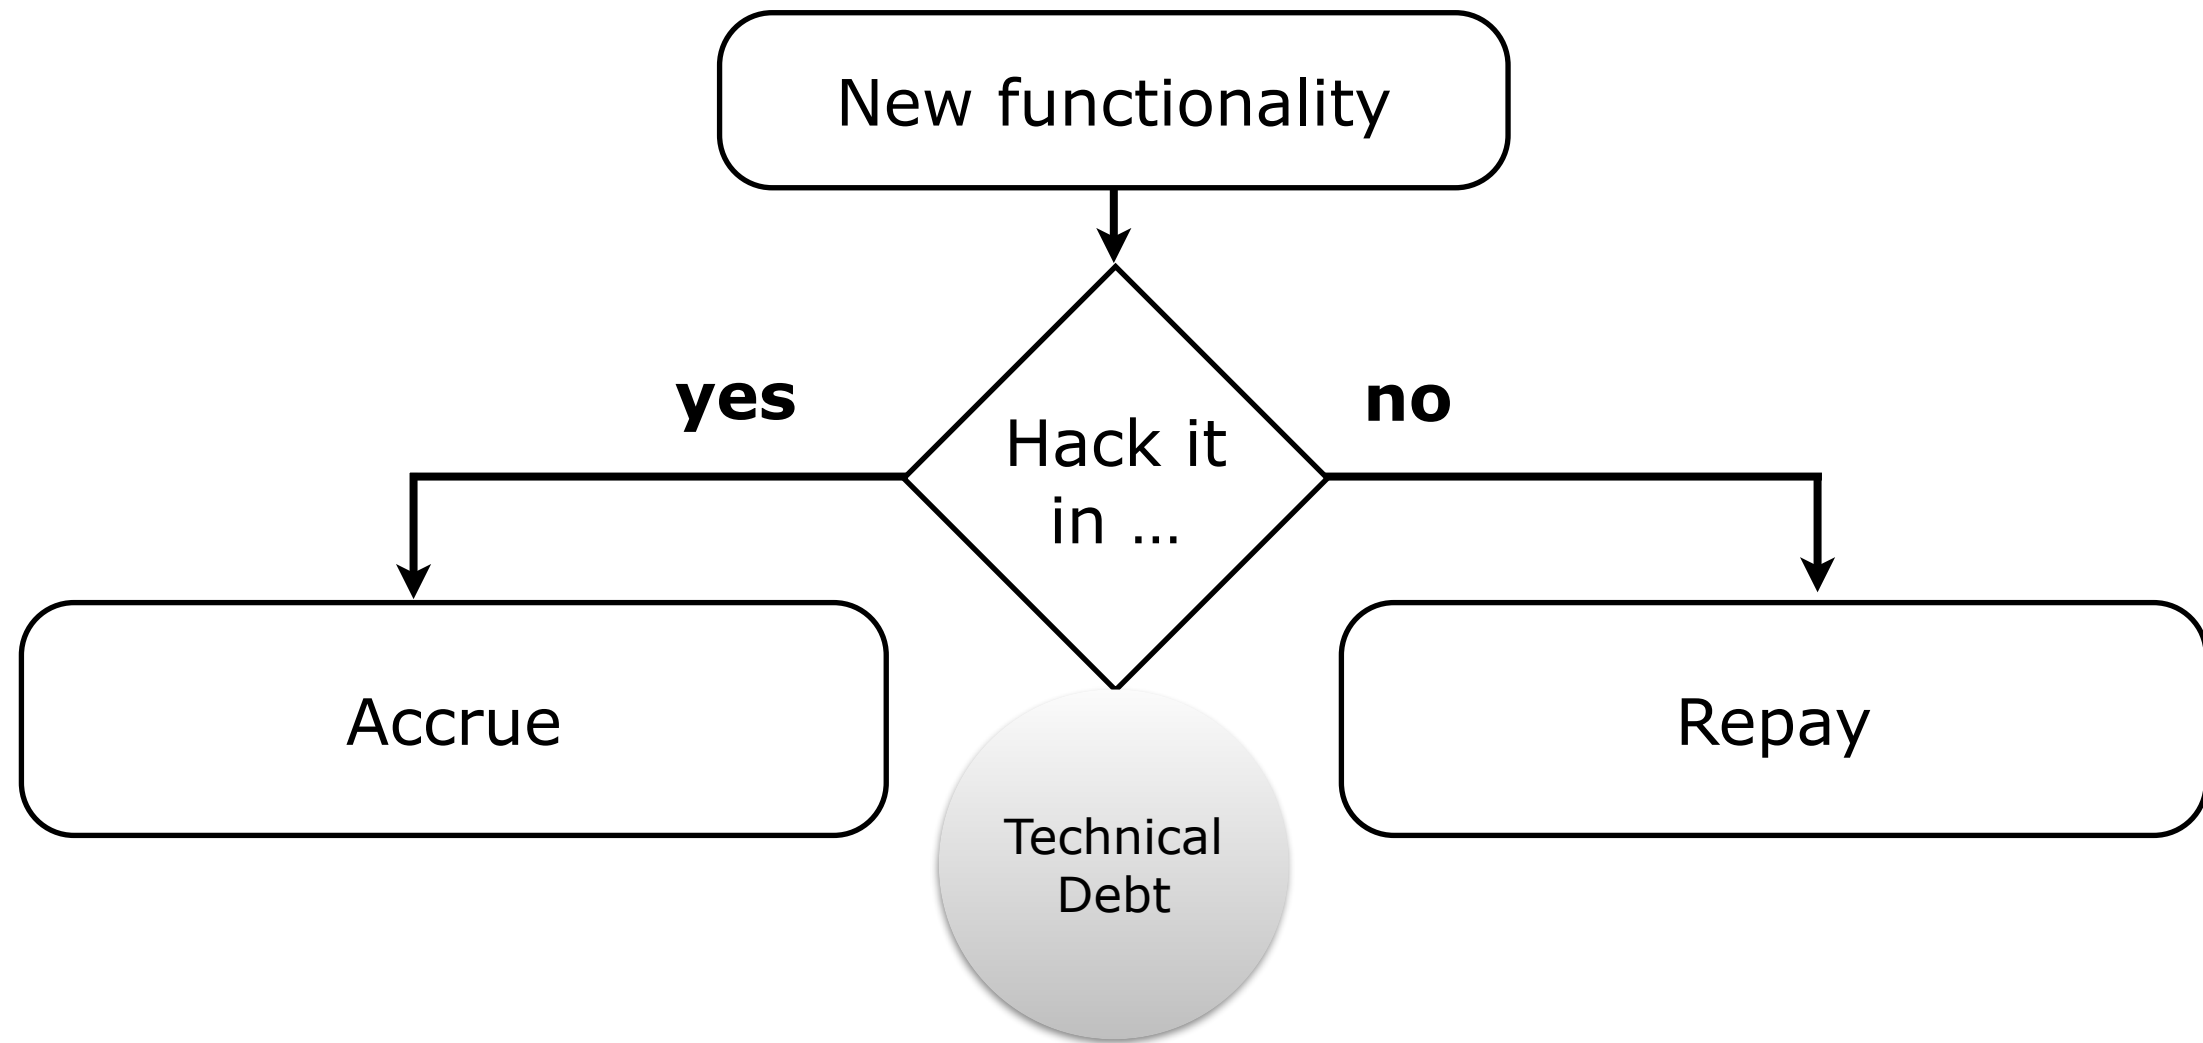 New functionality
yes
no
Hack it
in ...
Accrue
Repay
Technical
Debt